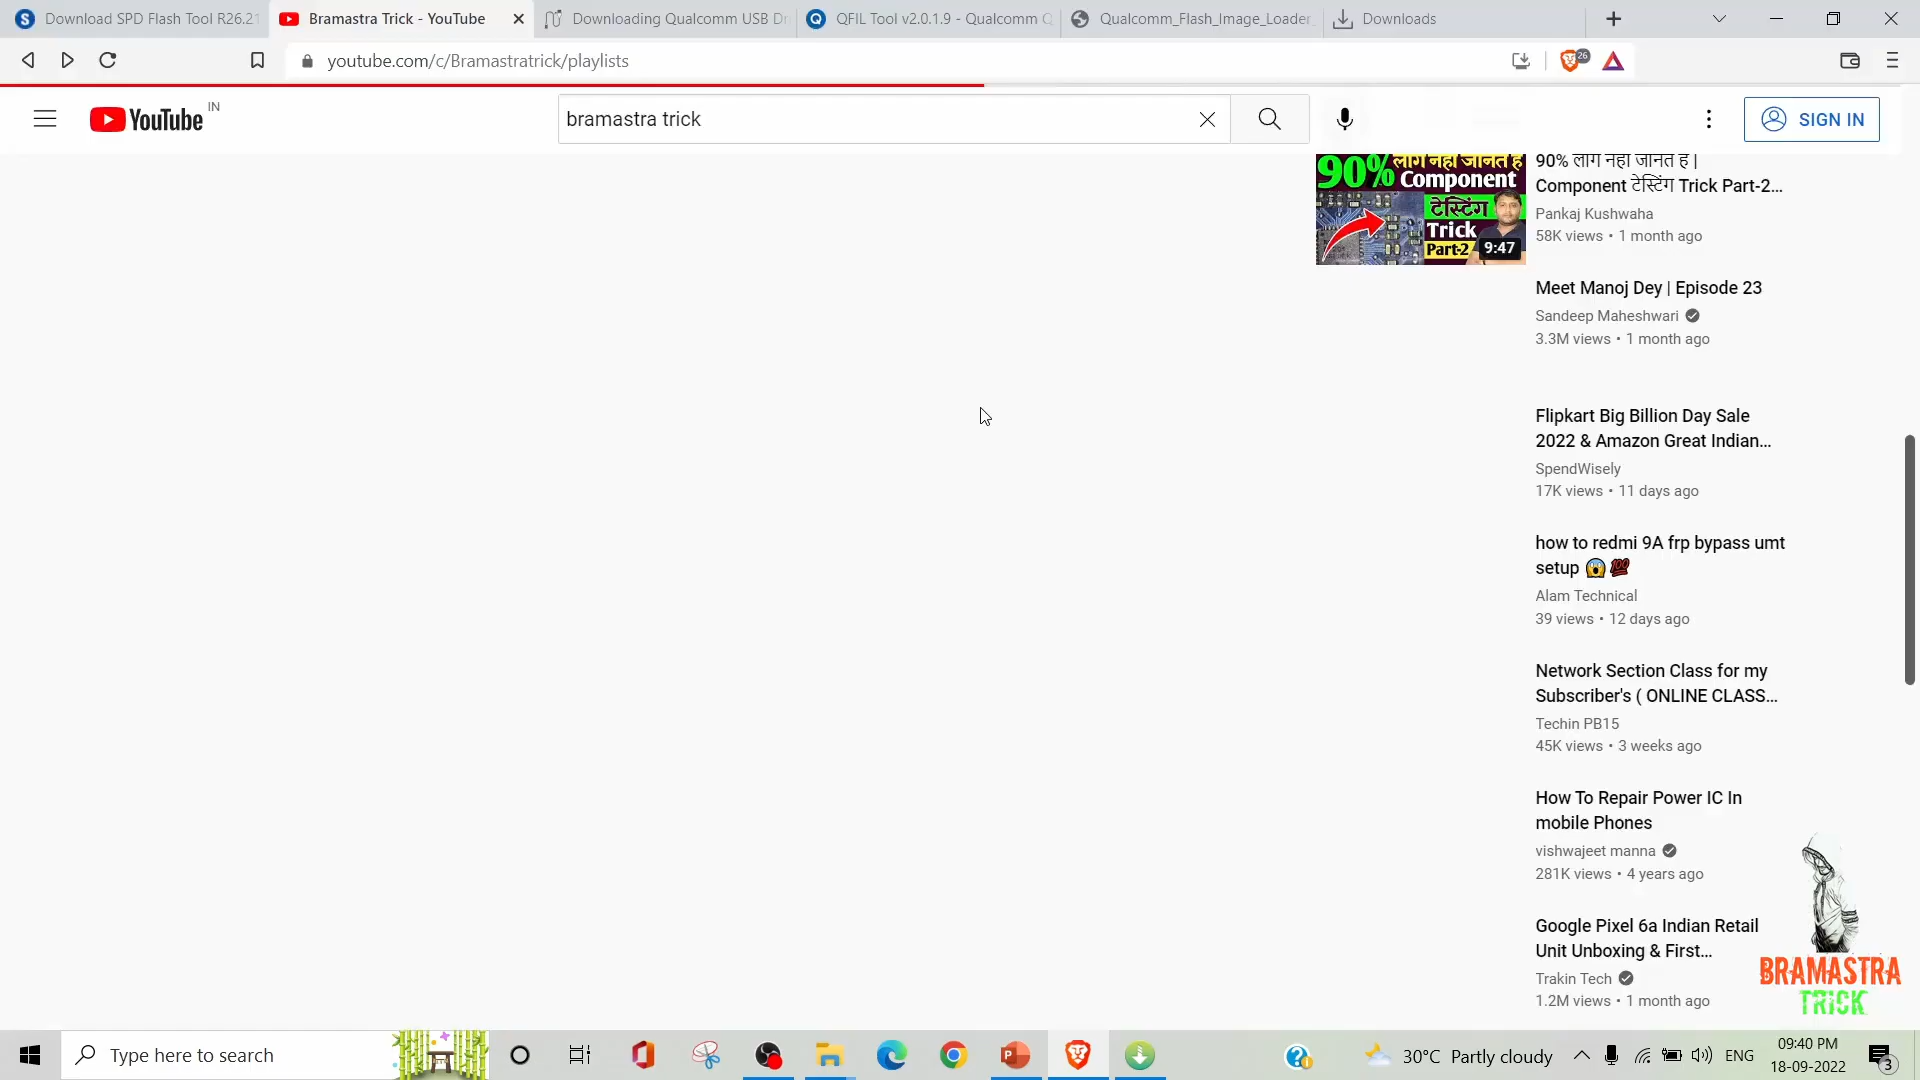 Download SPD Flash Tool R26.21
Bramastra Trick - YouTube
Downloading Qualcomm USB Dr
QFIL Tool v2.0.1.9 - Qualcomm Q
Qualcomm_Flash_Image_Loader_
Downloads
youtube.com/c/Bramastratrick/playlists
26
YouTube
IN
bramastra trick
SIGN IN
90% लोग नहीं जानते है
Component
टेस्टिंग
Trick
Part-2
9:47
90% लोग नहीं जानते है |
Component टेस्टिंग Trick Part-2...
Pankaj Kushwaha
58K views • 1 month ago
Meet Manoj Dey | Episode 23
Sandeep Maheshwari
3.3M views • 1 month ago
Flipkart Big Billion Day Sale
2022 & Amazon Great Indian...
SpendWisely
17K views • 11 days ago
how to redmi 9A frp bypass umt
setup 😱💯
Alam Technical
39 views • 12 days ago
Network Section Class for my
Subscriber's ( ONLINE CLASS...
Techin PB15
45K views • 3 weeks ago
How To Repair Power IC In
mobile Phones
vishwajeet manna
281K views • 4 years ago
Google Pixel 6a Indian Retail
Unit Unboxing & First...
Trakin Tech
1.2M views • 1 month ago
BRAMASTRA
TRICK
Type here to search
30°C Partly cloudy
ENG
09:40 PM
18-09-2022
3